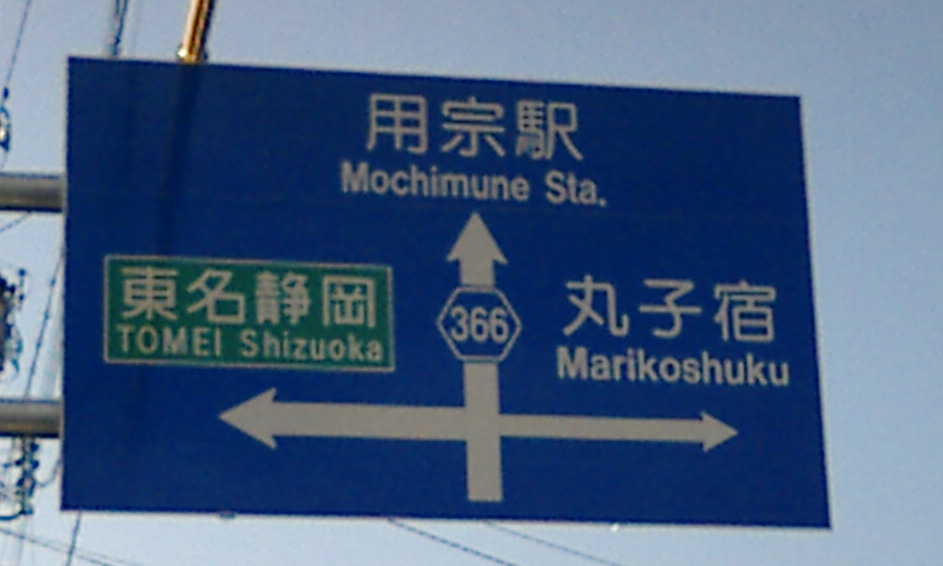 用宗駅
Mochimune Sta.
東名静岡
TOMEI Shizuoka
366
丸子宿
Marikoshuku